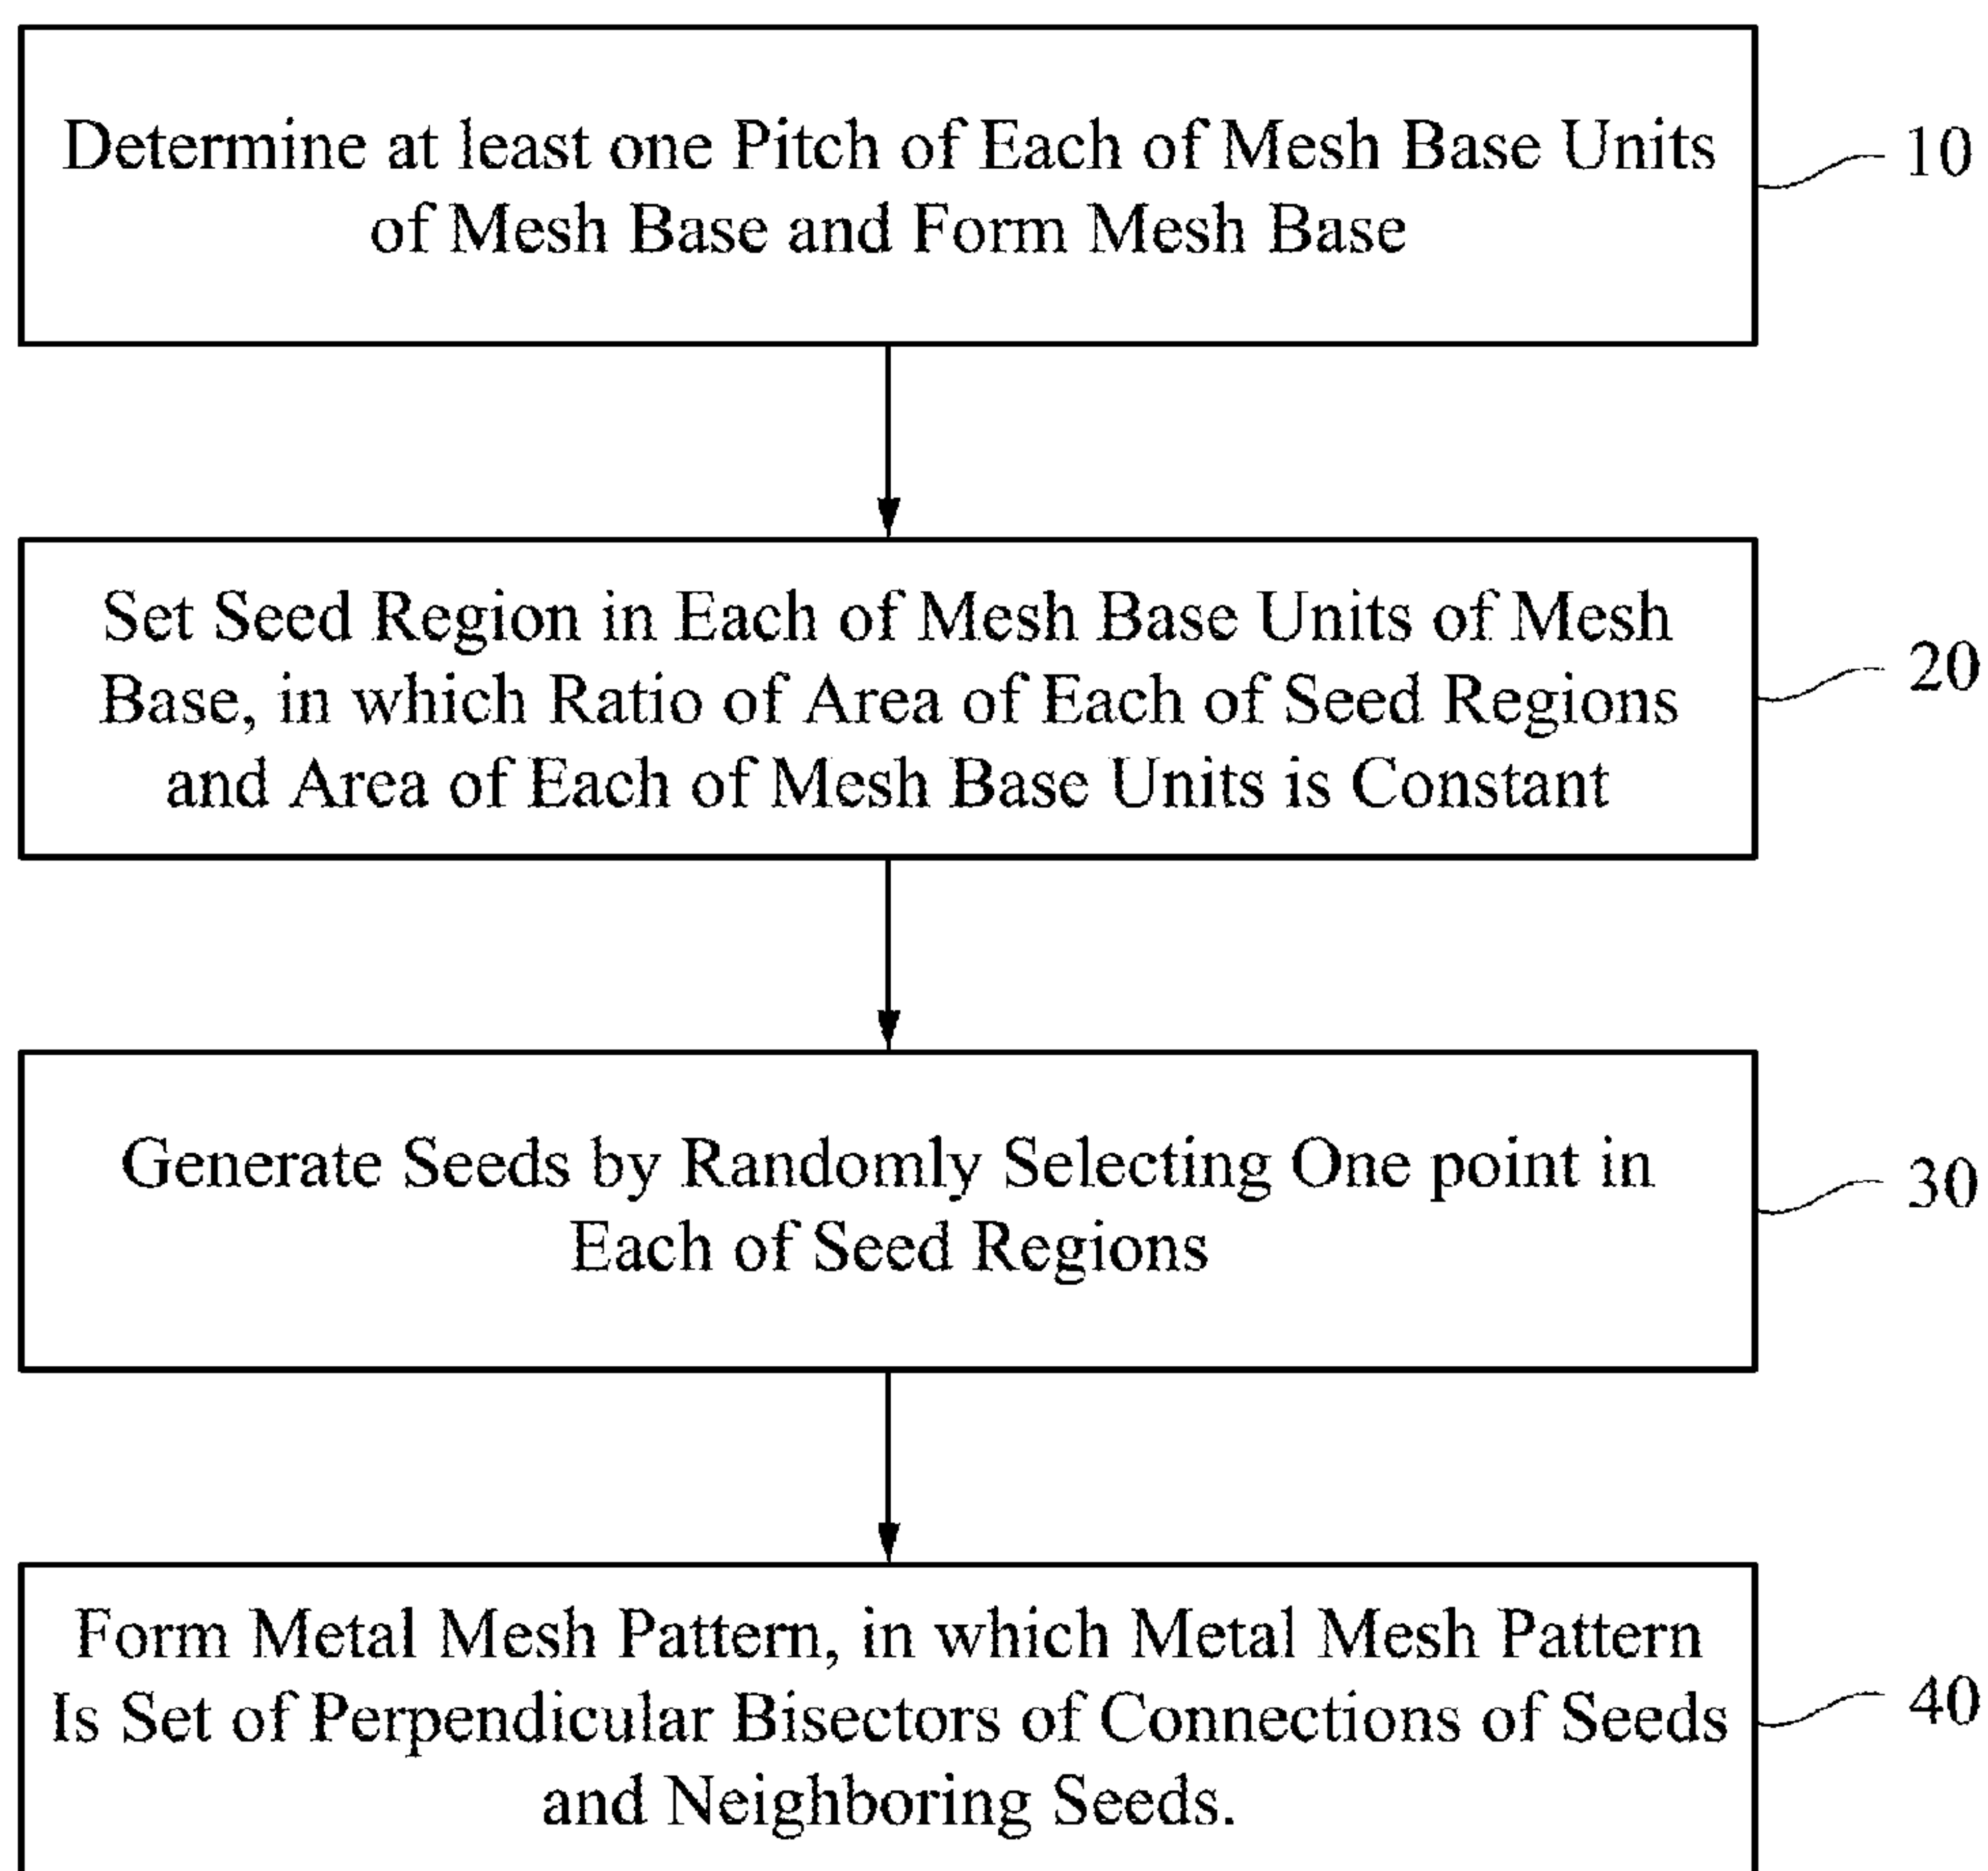 Determine at least one Pitch of Each of Mesh Base Units
of Mesh Base and Form Mesh Base
10
Set Seed Region in Each of Mesh Base Units of Mesh
Base, in which Ratio of Area of Each of Seed Regions
and Area of Each of Mesh Base Units is Constant
20
Generate Seeds by Randomly Selecting One point in
Each of Seed Regions
30
Form Metal Mesh Pattern, in which Metal Mesh Pattern
Is Set of Perpendicular Bisectors of Connections of Seeds
and Neighboring Seeds.
40